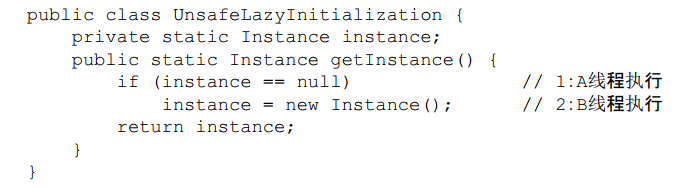 public class UnsafeLazyInitialization {
    private static Instance instance;
    public static Instance getInstance() {
        if (instance == null)                // 1:A线程执行
            instance = new Instance();       // 2:B线程执行
        return instance;
    }
}